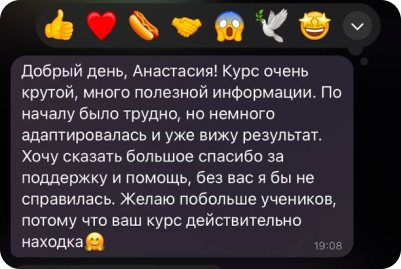 Добрый день, Анастасия! Курс очень
крутой, много полезной информации. По
началу было трудно, но немного
адаптировалась и уже вижу результат.
Хочу сказать большое спасибо за
поддержку и помощь, без вас я бы не
справилась. Желаю побольше учеников,
потому что ваш курс действительно
находка🤗
19:08